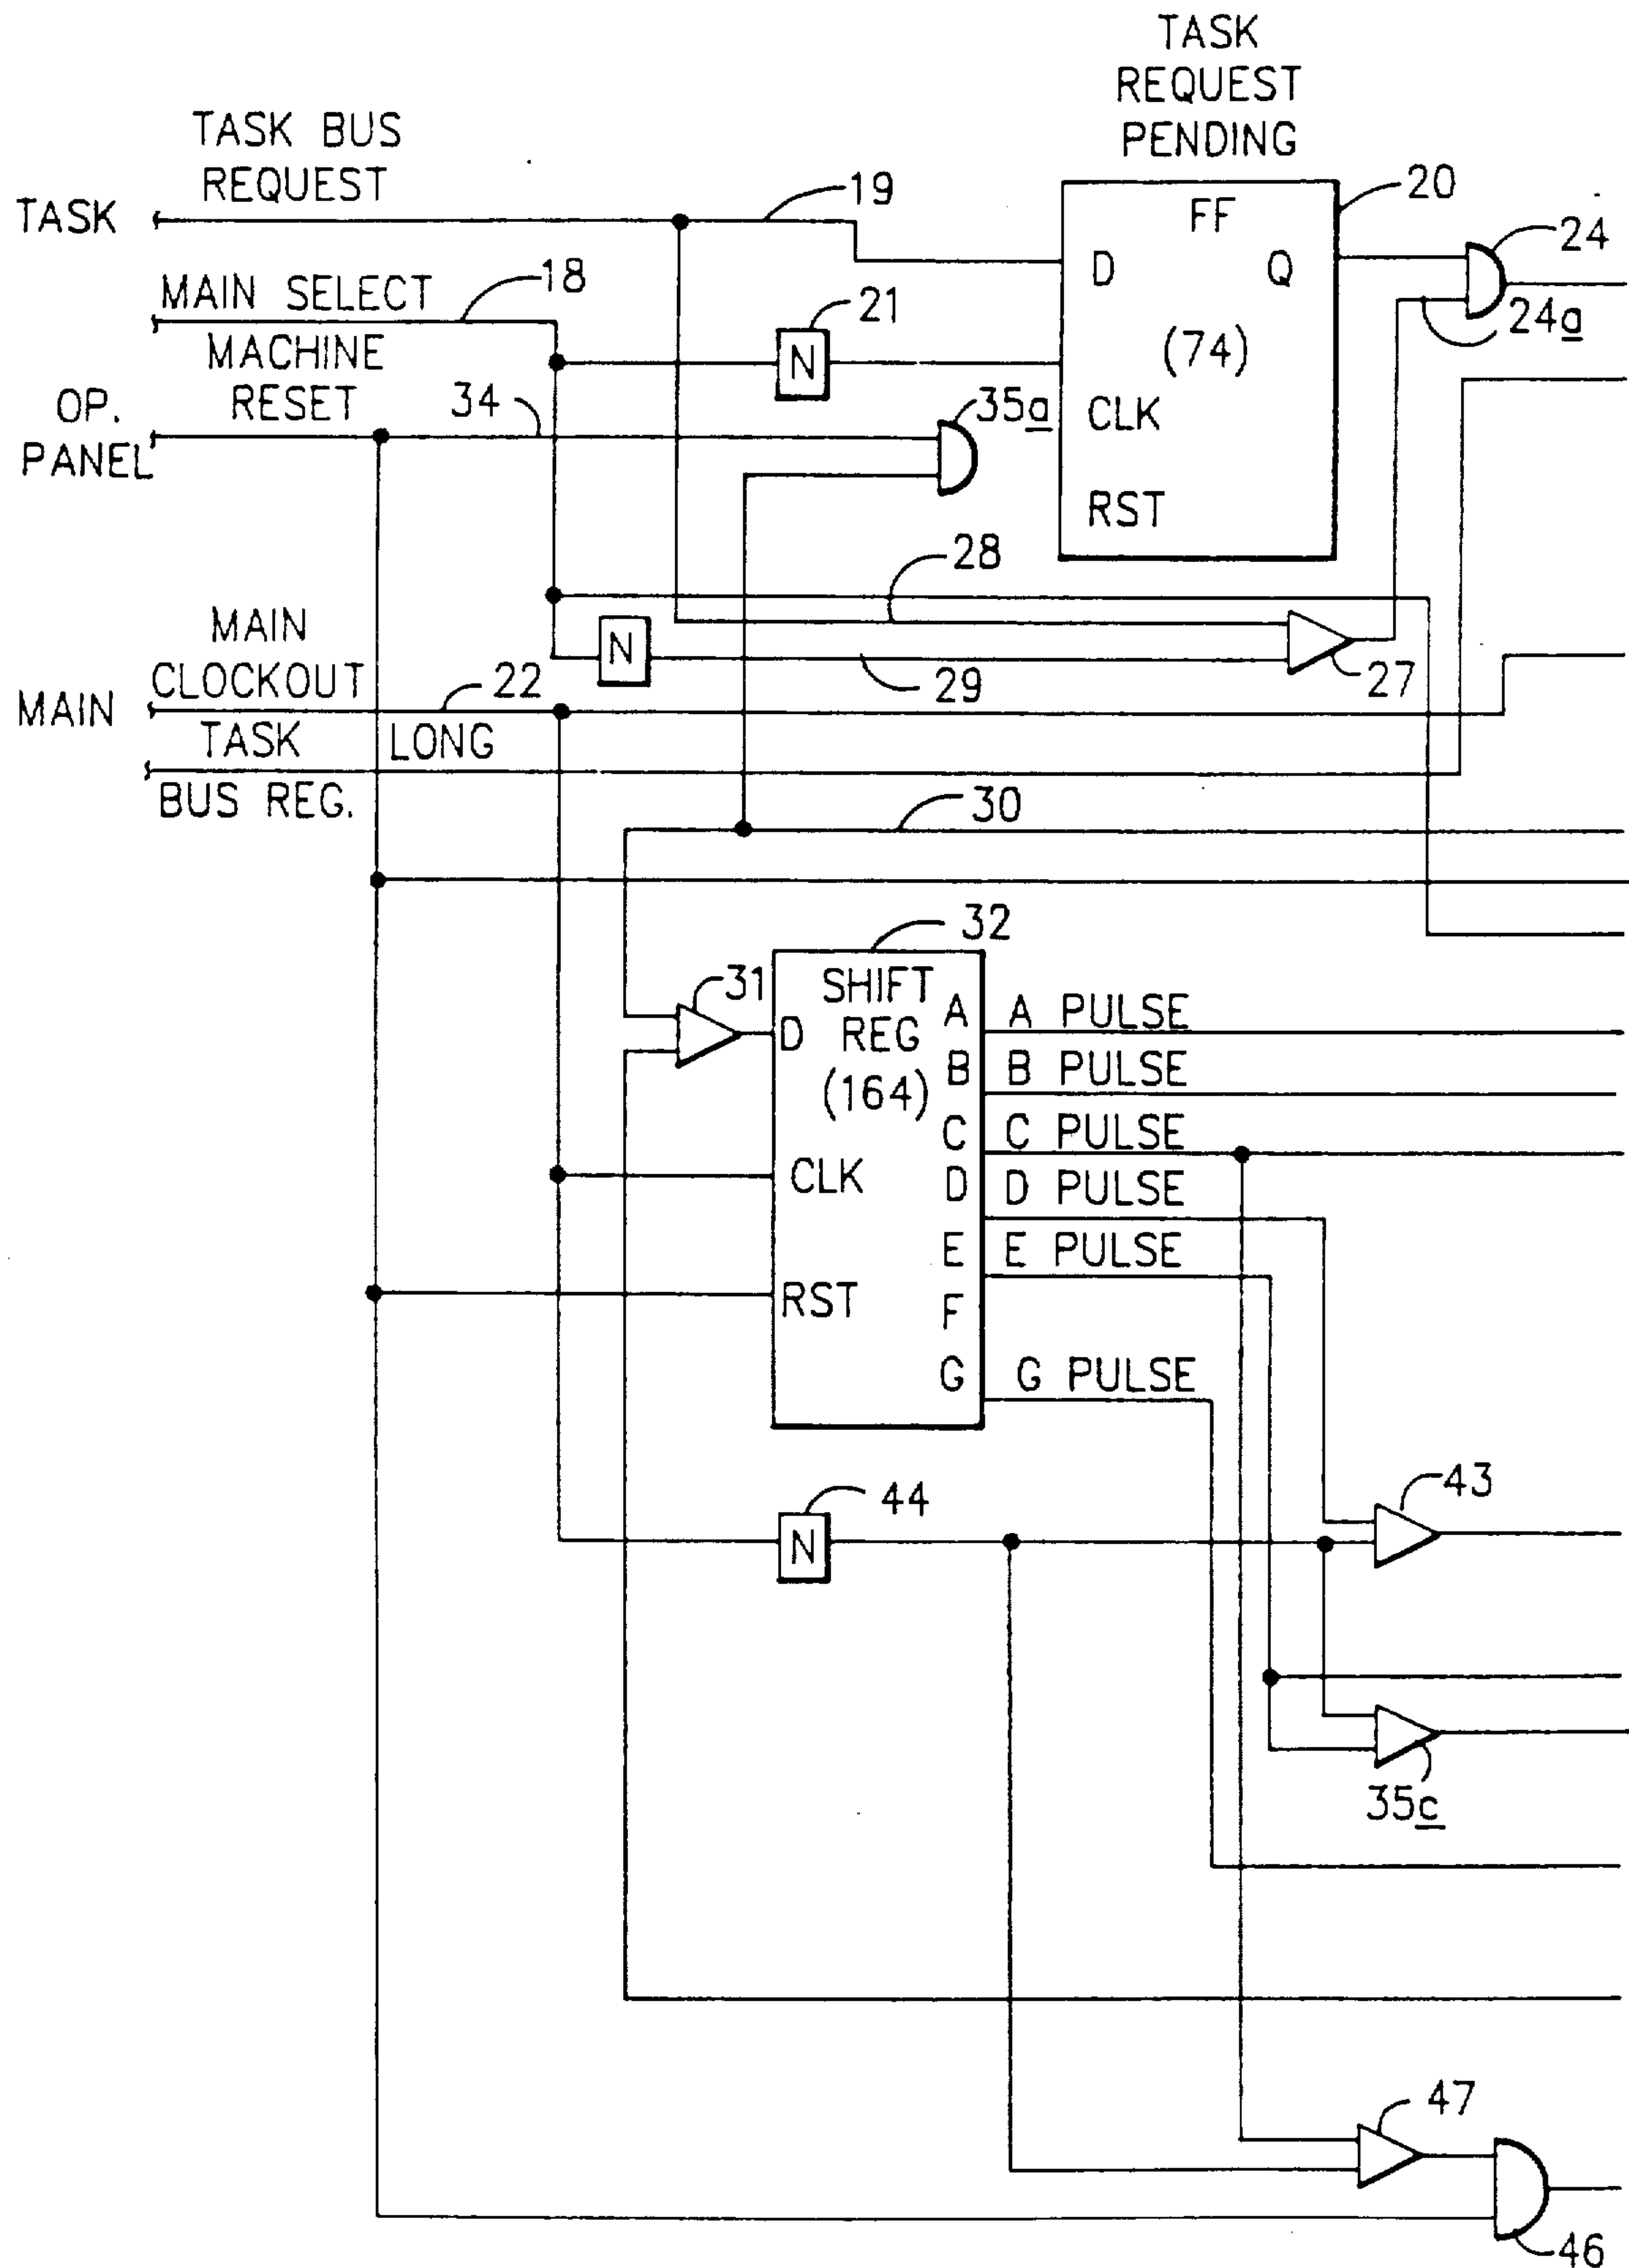 TASK
REQUEST
PENDING
TASK BUS
REQUEST
TASK
19
20
FF
D
Q
24
MAIN SELECT
18
21
N
(74)
24a
MACHINE
RESET
OP.
PANEL
34
35a
CLK
RST
28
N
29
27
MAIN
CLOCKOUT
22
MAIN
TASK
LONG
BUS REG.
30
32
31
SHIFT
REG
(164)
D
A
A PULSE
B
B PULSE
C
C PULSE
CLK
D
D PULSE
E
E PULSE
RST
F
G
G PULSE
44
N
43
35c
47
46